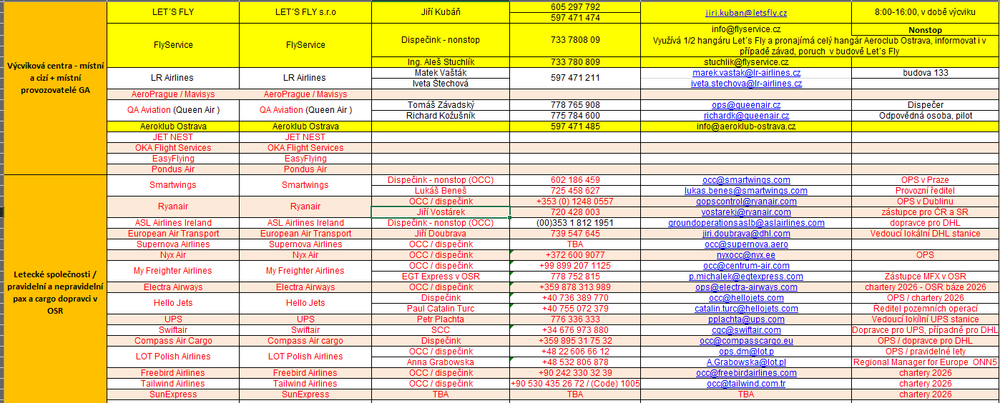 Výcviková centra - místní a cizí + místní provozovatelé GA
LET´S FLY LET´S FLY s.r.o Jiří Kubáň 605 297 792 jiri.kuban@letsfly.cz 8:00-16:00, v době výcviku
597 471 474
FlyService FlyService Dispečink - nonstop 733 7808 09 info@flyservice.cz Nonstop
Využívá 1/2 hangáru Let´s Fly a pronajímá celý hangár Aeroclub Ostrava, informovat i v
případě závad, poruch v budově Let´s Fly
Ing. Aleš Stuchlík 733 780 809 stuchlik@flyservice.cz
LR Airlines LR Airlines Matek Vašták 597 471 211 marek.vastak@lr-airlines.cz budova 133
Iveta Štechová iveta.stechova@lr-airlines.cz
AeroPrague / Mavisys AeroPrague / Mavisys
QA Aviation (Queen Air ) QA Aviation (Queen Air ) Tomáš Závadský 778 765 908 ops@queenair.cz Dispečer
Richard Kožušník 775 784 600 richardk@queenair.cz Odpovědná osoba, pilot
Aeroklub Ostrava Aeroklub Ostrava 597 471 485 info@aeroklub-ostrava.cz
JET NEST JET NEST
OKA Flight Services OKA Flight Services
EasyFlying EasyFlying
Pondus Air Pondus Air
Letecké společnosti / pravidelní a nepravidelní pax a cargo dopravci v OSR
Smartwings Smartwings Dispečink - nonstop (OCC) 602 186 459 occ@smartwings.com OPS v Praze
Lukáš Beneš 725 458 627 lukas.benes@smartwings.com Provozní ředitel
Ryanair Ryanair OCC / dispečink +353 (0) 1248 0557 gopscontrol@ryanair.com OPS v Dublinu
Jiří Vostárek 720 428 003 vostarekj@ryanair.com zástupce pro ČR a SR
ASL Airlines Ireland ASL Airlines Ireland Dispečink - nonstop (OCC) (00)353 1 812 1951 groundoperationsaslb@aslairlines.com dopravce pro DHL
European Air Transport European Air Transport Jiří Doubrava 739 547 645 jiri.doubrava@dhl.com Vedoucí lokální DHL stanice
Supernova Airlines Supernova Airlines OCC / dispečink TBA occ@supernova.aero
Nyx Air Nyx Air OCC / dispečink +372 600 9077 nyxocc@nyx.ee OPS
My Freighter Airlines My Freighter Airlines OCC / dispečink +99 899 207 1125 occ@centrum-air.com
EGT Express v OSR 778 752 815 p.michalek@egtexpress.com Zástupce MFX v OSR
Electra Airways Electra Airways OCC / dispečink +359 878 313 989 ops@electra-airways.com chartery 2026 - OSR báze 2026
Hello Jets Hello Jets Dispečink +40 736 389 770 occ@hellojets.com OPS / chartery 2026
Paul Catalin Turc +40 755 072 379 catalin.turc@hellojets.com Ředitel pozemních operací
UPS UPS Petr Plachta 776 336 333 pplachta@ups.com Vedoucí lokílní UPS stanice
Swiftair Swiftair SCC +34 676 973 880 cgc@swiftair.com Dopravce pro UPS, případně pro DHL
Compass Air Cargo Compass Air cargo Dispečink +359 895 31 75 32 occ@compasscargo.eu OPS / dopravce pro DHL
LOT Polish Airlines LOT Polish Airlines OCC / dispečink +48 22 606 66 12 ops.dm@lot.p OPS / pravidelné lety
Anna Grabowska +48 532 806 878 A.Grabowska@lot.pl Regional Manager for Europe ONN5
Freebird Airlines Freebird Airlines OCC / dispečink +90 242 330 32 39 occ@freebirdairlines.com chartery 2026
Tailwind Airlines Tailwind Airlines OCC / dispečink +90 530 435 26 72 / (Code) 1005 occ@tailwind.com.tr chartery 2026
SunExpress SunExpress TBA TBA TBA chartery 2026